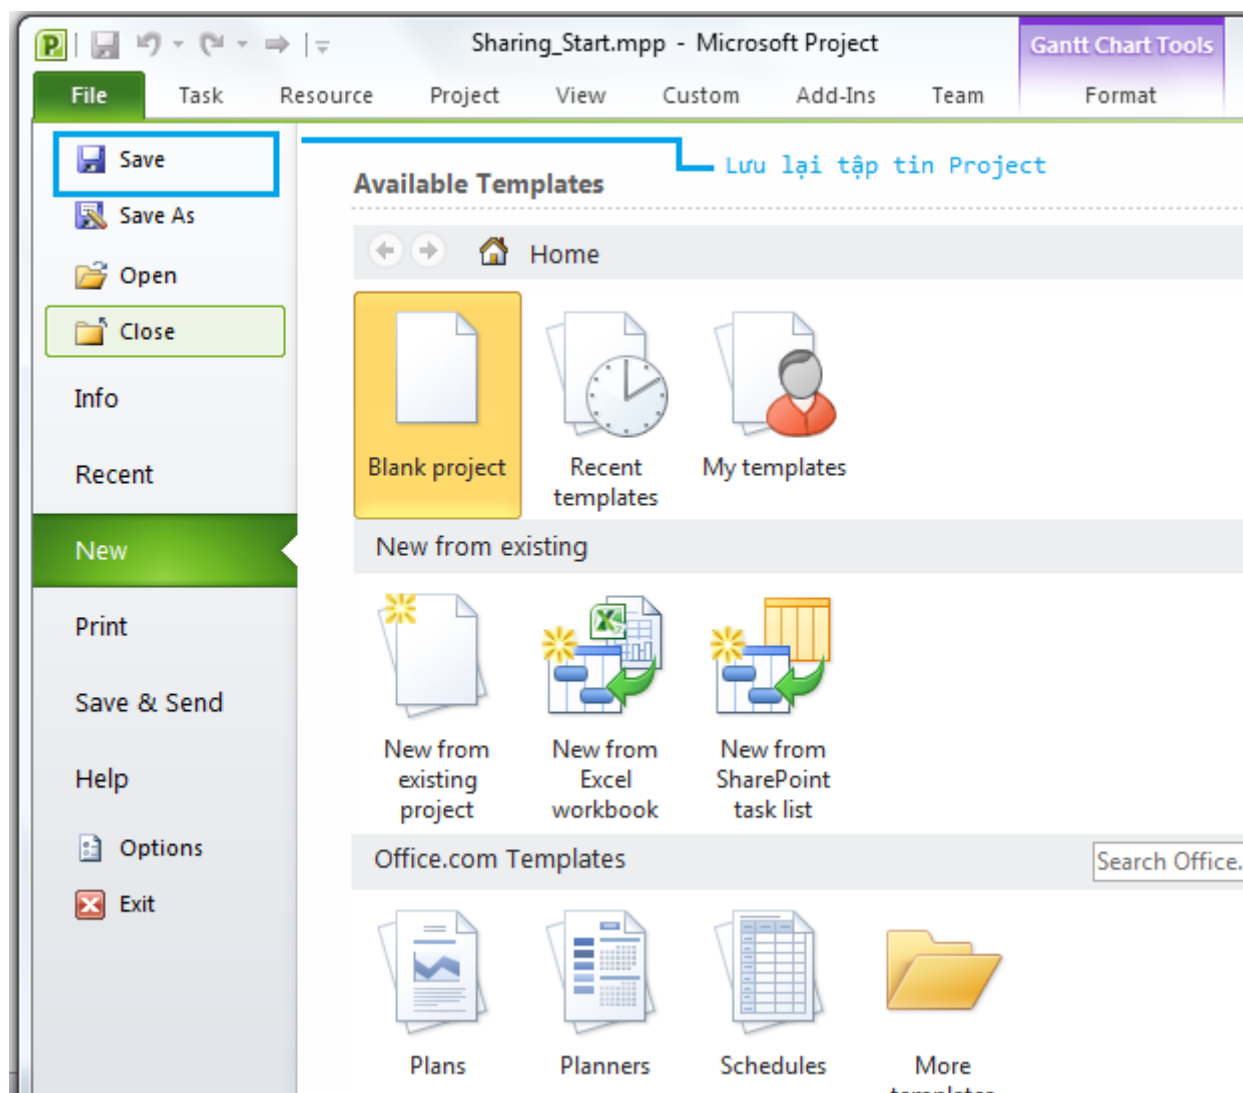 Sharing_Start.mpp - Microsoft Project
Gantt Chart Tools
File Task Resource Project View Custom Add-Ins Team Format
Save
Lưu lại tập tin Project
Save As
Open
Close
Info
Recent
New
Print
Save & Send
Help
Options
Exit
Available Templates
Home
Blank project
Recent
templates
My templates
New from existing
New from
existing
project
New from
Excel
workbook
New from
SharePoint
task list
Office.com Templates
Search Office.
Plans
Planners
Schedules
More
templates